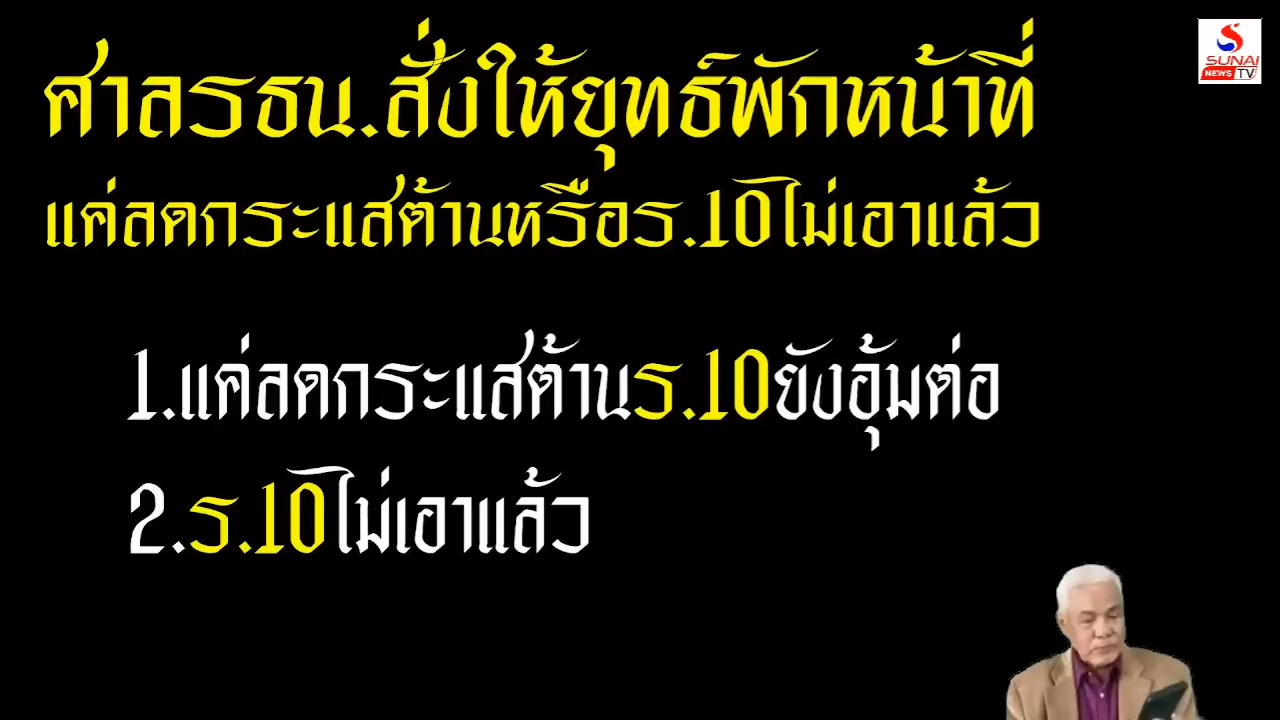 ศาลรธน.สั่งให้ยุทธ์พักหน้าที่
แค่ลดกระแสต้านหรือร.10ไม่เอาแล้ว
1.แค่ลดกระแสต้านร.10ยังอุ้มต่อ
2.ร.10ไม่เอาแล้ว
SUNAI
NEWS TV